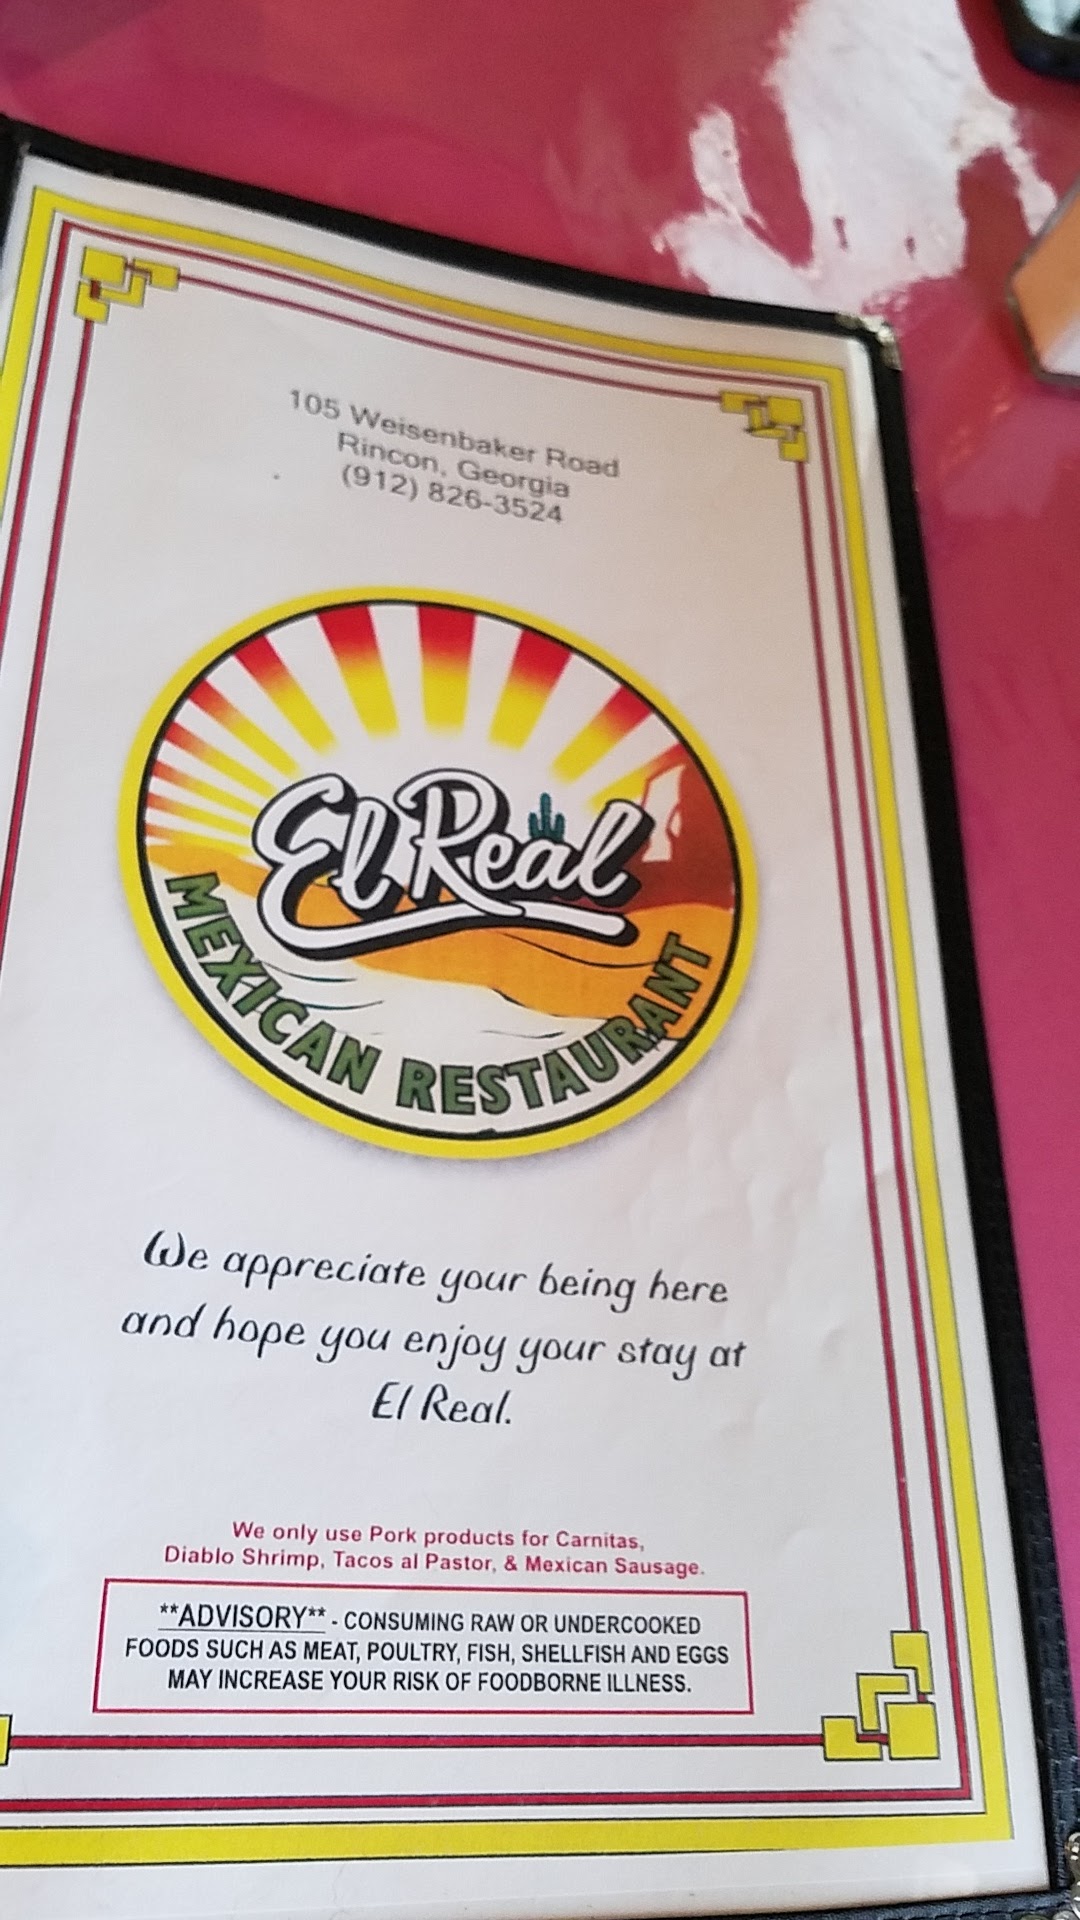 105 Weisenbaker Road
Rincon, Georgia
(912) 826-3524
El Real
MEXICAN RESTAURANT
We appreciate your being here
and hope you enjoy your stay at
El Real.
We only use Pork products for Carnitas,
Diablo Shrimp, Tacos al Pastor, & Mexican Sausage.
**ADVISORY** - CONSUMING RAW OR UNDERCOOKED
FOODS SUCH AS MEAT, POULTRY, FISH, SHELLFISH AND EGGS
MAY INCREASE YOUR RISK OF FOODBORNE ILLNESS.